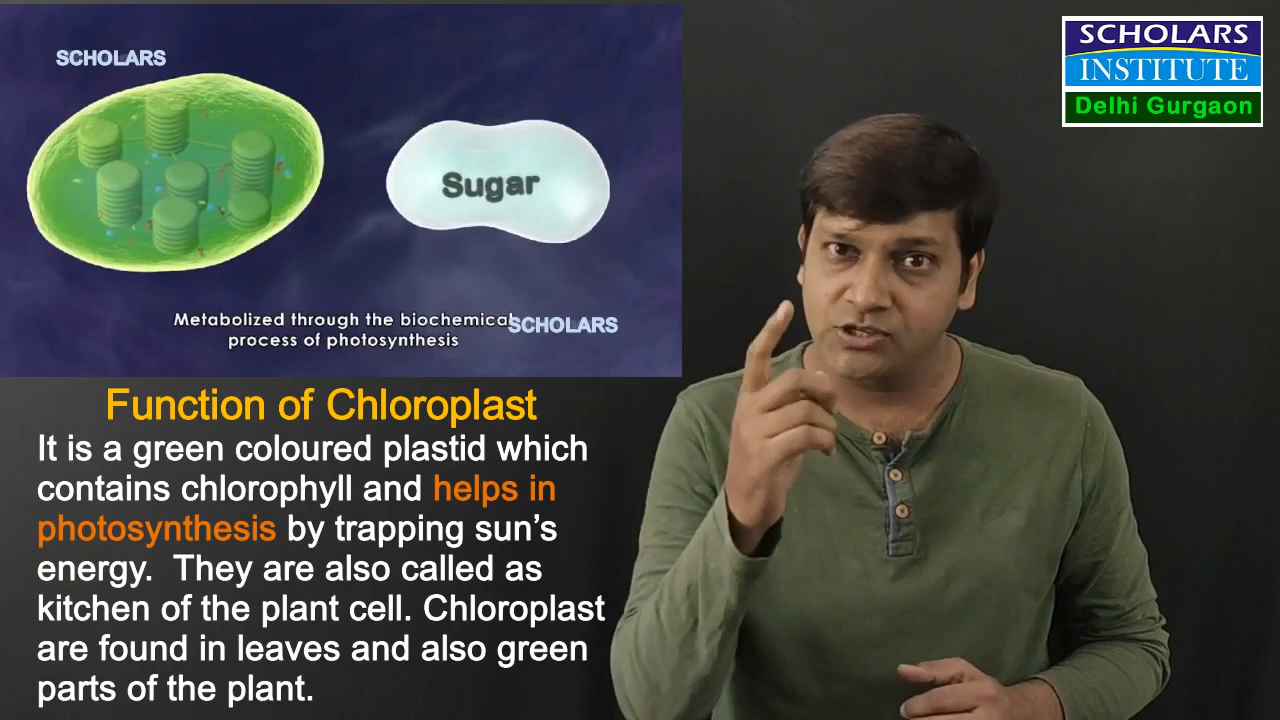 SCHOLARS
Sugar
Metabolized through the biochemical
process of photosynthesis
SCHOLARS
SCHOLARS
INSTITUTE
Delhi Gurgaon
Function of Chloroplast
It is a green coloured plastid which
contains chlorophyll and helps in
photosynthesis by trapping sun’s
energy.  They are also called as
kitchen of the plant cell. Chloroplast
are found in leaves and also green
parts of the plant.